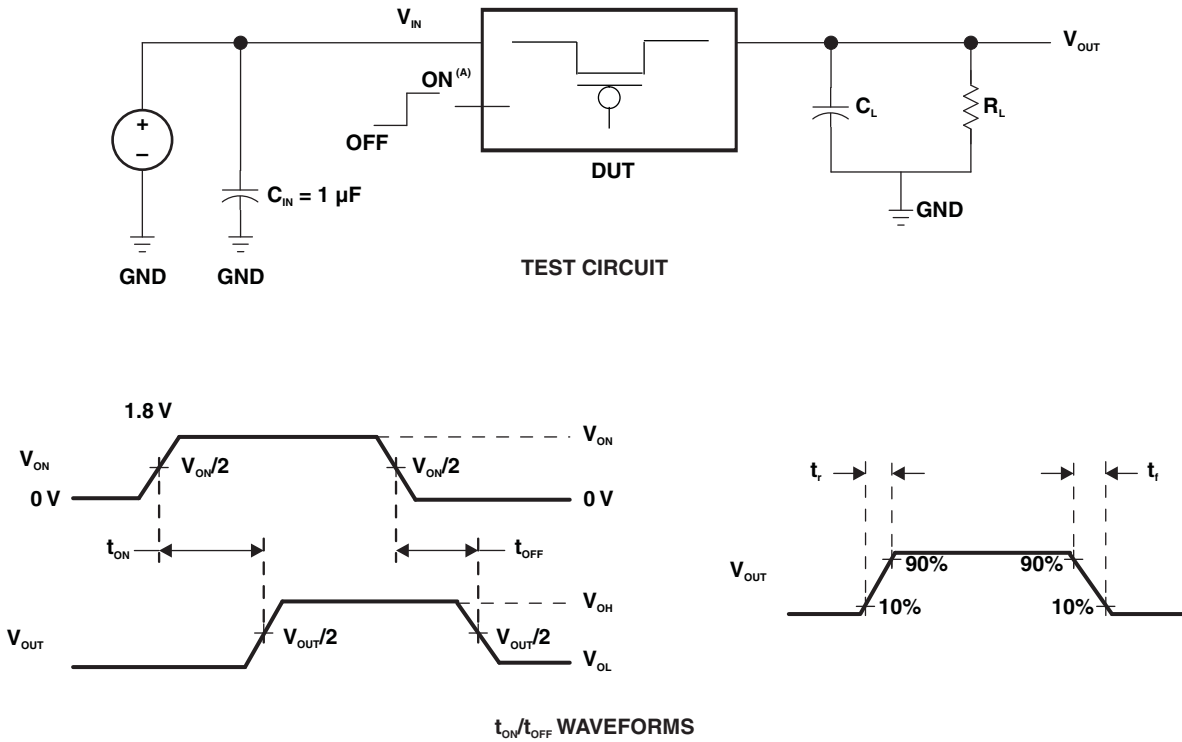 V_IN
V_OUT
ON (A)
OFF
+
–
C_IN = 1 µF
C_L
R_L
DUT
GND
GND
GND
TEST CIRCUIT
1.8 V
V_ON
V_ON
V_ON/2
V_ON/2
0 V
0 V
t_ON
t_OFF
V_OH
V_OUT
V_OUT/2
V_OUT/2
V_OL
t_r
t_f
V_OUT
90%
90%
10%
10%
t_ON/t_OFF WAVEFORMS